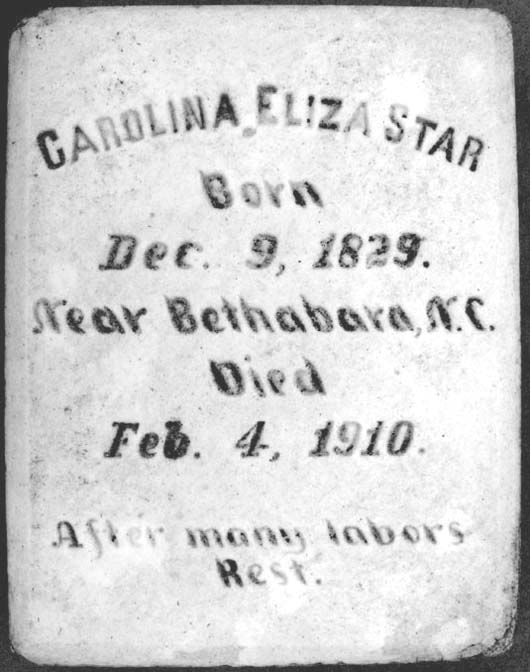 CAROLINA ELIZA STAR
Born
Dec. 9, 1829.
Near Bethabara, N.C.
Died
Feb. 4, 1910.
After many labors
Rest.